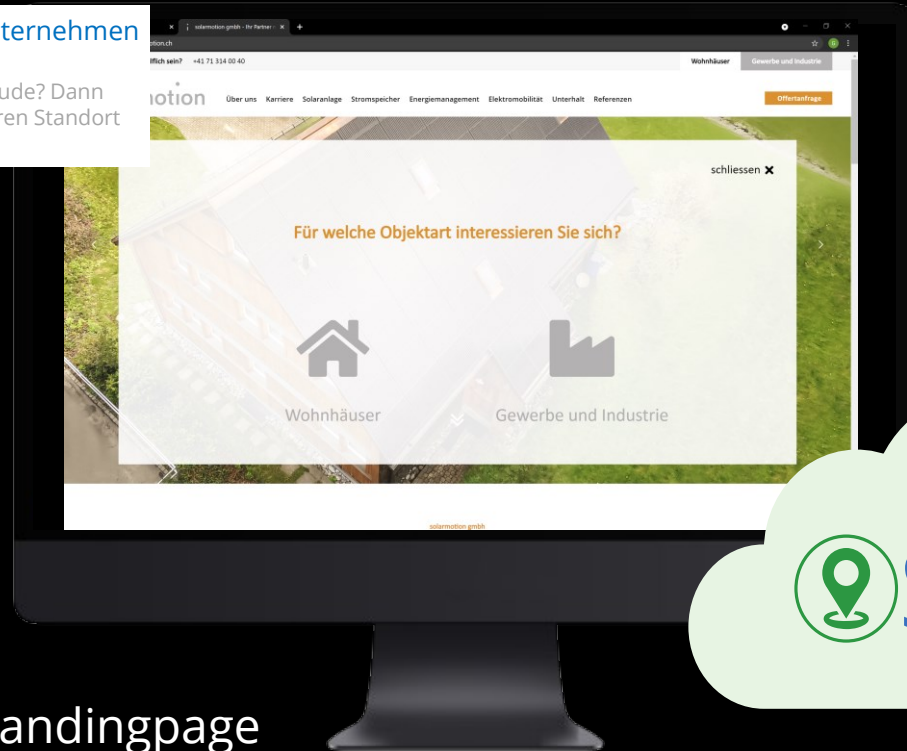 ternehmen
ude? Dann
ren Standort
solarmotion gmbh - Ihr Partner -
otion.ch
lflich sein? +41 71 314 00 40
Wohnhäuser Gewerbe und Industrie
otion
Über uns Karriere Solaranlage Stromspeicher Energiemanagement Elektromobilität Unterhalt Referenzen
Offertanfrage
schliessen
Für welche Objektart interessieren Sie sich?
Wohnhäuser Gewerbe und Industrie
solarmotion gmbh
andingpage